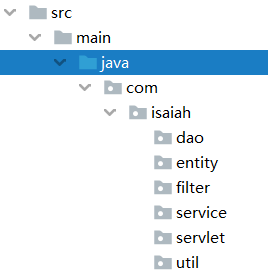 src
main
java
com
isaiah
dao
entity
filter
service
servlet
util